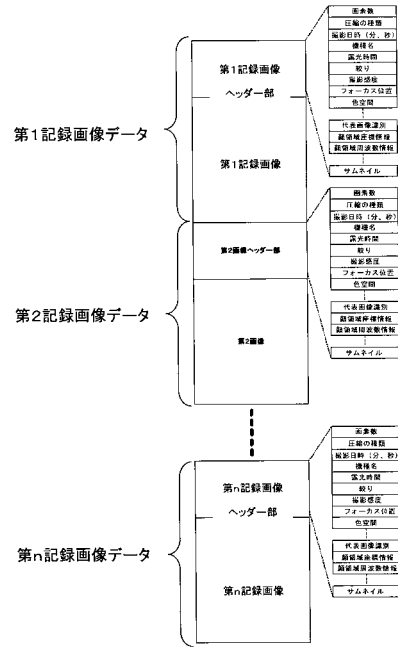 第1記録画像データ
第1記録画像
ヘッダー部
第1記録画像
画素数
圧縮の種類
撮影日時（分、秒）
機種名
露光時間
絞り
撮影感度
フォーカス位置
色空間
代表画像識別
顔領域座標情報
顔領域周波数情報
サムネイル
第2記録画像データ
第2画像ヘッダー部
第2画像
画素数
圧縮の種類
撮影日時（分、秒）
機種名
露光時間
絞り
撮影感度
フォーカス位置
色空間
代表画像識別
顔領域座標情報
顔領域周波数情報
サムネイル
第n記録画像データ
第n記録画像
ヘッダー部
第n記録画像
画素数
圧縮の種類
撮影日時（分、秒）
機種名
露光時間
絞り
撮影感度
フォーカス位置
色空間
代表画像識別
顔領域座標情報
顔領域周波数情報
サムネイル